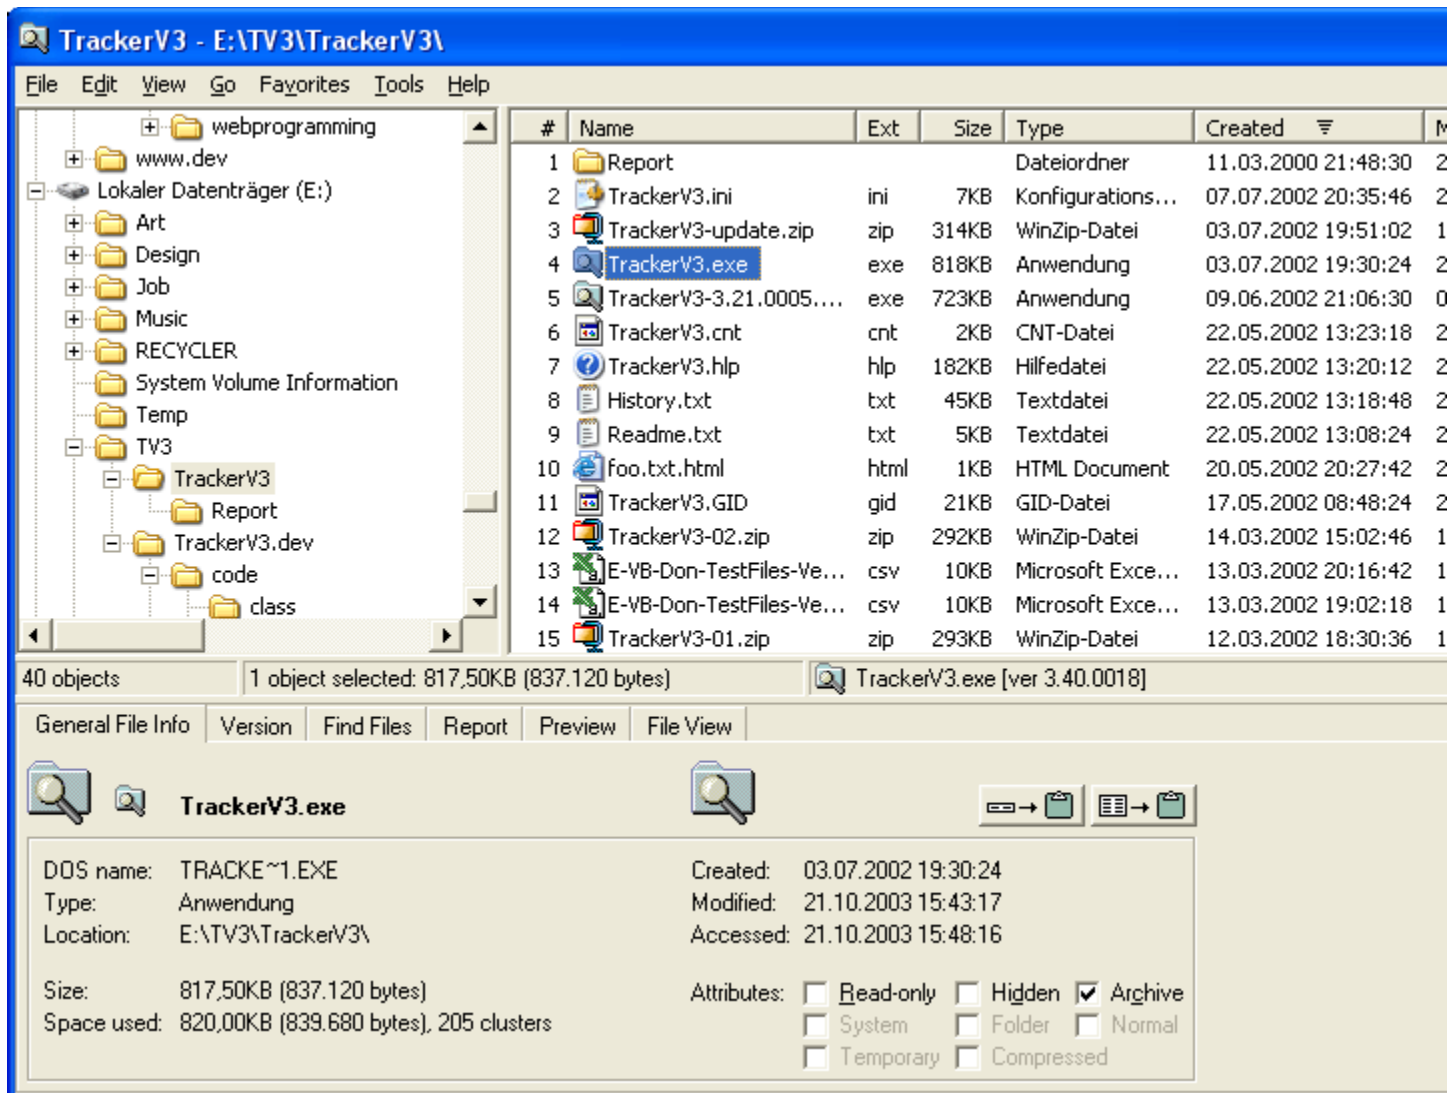 TrackerV3 - E:\TV3\TrackerV3\
File Edit View Go Favorites Tools Help
webprogramming
www.dev
Lokaler Datenträger (E:)
Art
Design
Job
Music
RECYCLER
System Volume Information
Temp
TV3
TrackerV3
Report
TrackerV3.dev
code
class
# Name Ext Size Type Created M
1 Report Dateiordner 11.03.2000 21:48:30 2
2 TrackerV3.ini ini 7KB Konfigurations... 07.07.2002 20:35:46 2
3 TrackerV3-update.zip zip 314KB WinZip-Datei 03.07.2002 19:51:02 1
4 TrackerV3.exe exe 818KB Anwendung 03.07.2002 19:30:24 2
5 TrackerV3-3.21.0005.... exe 723KB Anwendung 09.06.2002 21:06:30 0
6 TrackerV3.cnt cnt 2KB CNT-Datei 22.05.2002 13:23:18 2
7 TrackerV3.hlp hlp 182KB Hilfedatei 22.05.2002 13:20:12 2
8 History.txt txt 45KB Textdatei 22.05.2002 13:18:48 2
9 Readme.txt txt 5KB Textdatei 22.05.2002 13:08:24 2
10 foo.txt.html html 1KB HTML Document 20.05.2002 20:27:42 2
11 TrackerV3.GID gid 21KB GID-Datei 17.05.2002 08:48:24 2
12 TrackerV3-02.zip zip 292KB WinZip-Datei 14.03.2002 15:02:46 1
13 E-VB-Don-TestFiles-Ve... csv 10KB Microsoft Exce... 13.03.2002 20:16:42 1
14 E-VB-Don-TestFiles-Ve... csv 10KB Microsoft Exce... 13.03.2002 19:02:18 1
15 TrackerV3-01.zip zip 293KB WinZip-Datei 12.03.2002 18:30:36 1
40 objects 1 object selected: 817,50KB (837.120 bytes) TrackerV3.exe [ver 3.40.0018]
General File Info Version Find Files Report Preview File View
TrackerV3.exe
DOS name: TRACKE~1.EXE
Type: Anwendung
Location: E:\TV3\TrackerV3\
Size: 817,50KB (837.120 bytes)
Space used: 820,00KB (839.680 bytes), 205 clusters
Created: 03.07.2002 19:30:24
Modified: 21.10.2003 15:43:17
Accessed: 21.10.2003 15:48:16
Attributes: Read-only Hidden Archive
System Folder Normal
Temporary Compressed